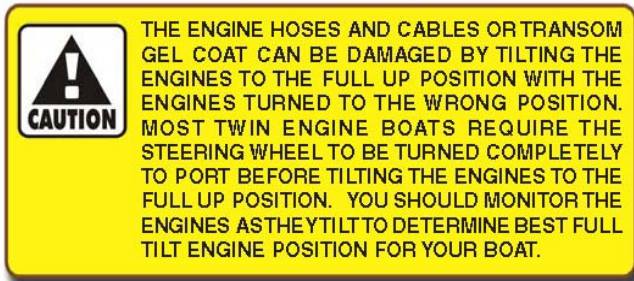 THE ENGINE HOSES AND CABLES OR TRANSOM
GEL COAT CAN BE DAMAGED BY TILTING THE
ENGINES TO THE FULL UP POSITION WITH THE
ENGINES TURNED TO THE WRONG POSITION.
MOST TWIN ENGINE BOATS REQUIRE THE
STEERING WHEEL TO BE TURNED COMPLETELY
TO PORT BEFORE TILTING THE ENGINES TO THE
FULL UP POSITION. YOU SHOULD MONITOR THE
ENGINES AS THEY TILT TO DETERMINE BEST FULL
TILT ENGINE POSITION FOR YOUR BOAT.
CAUTION